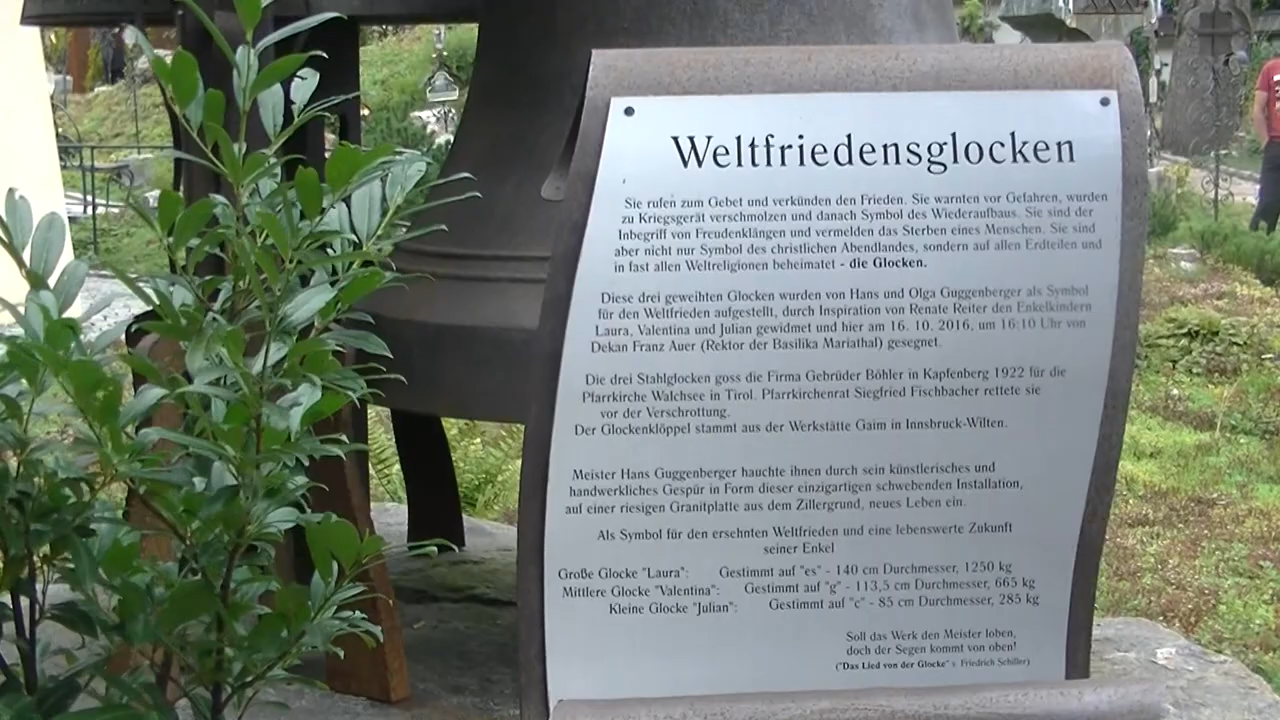 Weltfriedensglocken
Sie rufen zum Gebet und verkünden den Frieden. Sie warnten vor Gefahren, wurden
zu Kriegsgerät verschmolzen und danach Symbol des Wiederaufbaus. Sie sind der
Inbegriff von Freudenklängen und vermelden das Sterben eines Menschen. Sie sind
aber nicht nur Symbol des christlichen Abendlandes, sondern auf allen Erdteilen und
in fast allen Weltreligionen beheimatet - die Glocken.
Diese drei geweihten Glocken wurden von Hans und Olga Guggenberger als Symbol
für den Weltfrieden aufgestellt, durch Inspiration von Renate Reiter den Enkelkindern
Laura, Valentina und Julian gewidmet und hier am 16. 10. 2016, um 16:10 Uhr von
Dekan Franz Auer (Rektor der Basilika Mariathal) gesegnet.
Die drei Stahlglocken goss die Firma Gebrüder Böhler in Kapfenberg 1922 für die
Pfarrkirche Walchsee in Tirol. Pfarrkirchenrat Siegfried Fischbacher rettete sie
vor der Verschrottung.
Der Glockenklöppel stammt aus der Werkstätte Gaim in Innsbruck-Wilten.
Meister Hans Guggenberger hauchte ihnen durch sein künstlerisches und
handwerkliches Gespür in Form dieser einzigartigen schwebenden Installation,
auf einer riesigen Granitplatte aus dem Zillergrund, neues Leben ein.
Als Symbol für den ersehnten Weltfrieden und eine lebenswerte Zukunft
seiner Enkel
Große Glocke "Laura": Gestimmt auf "es" - 140 cm Durchmesser, 1250 kg
Mittlere Glocke "Valentina": Gestimmt auf "g" - 113,5 cm Durchmesser, 665 kg
Kleine Glocke "Julian": Gestimmt auf "c" - 85 cm Durchmesser, 285 kg
Soll das Werk den Meister loben,
doch der Segen kommt von oben!
("Das Lied von der Glocke" v. Friedrich Schiller)